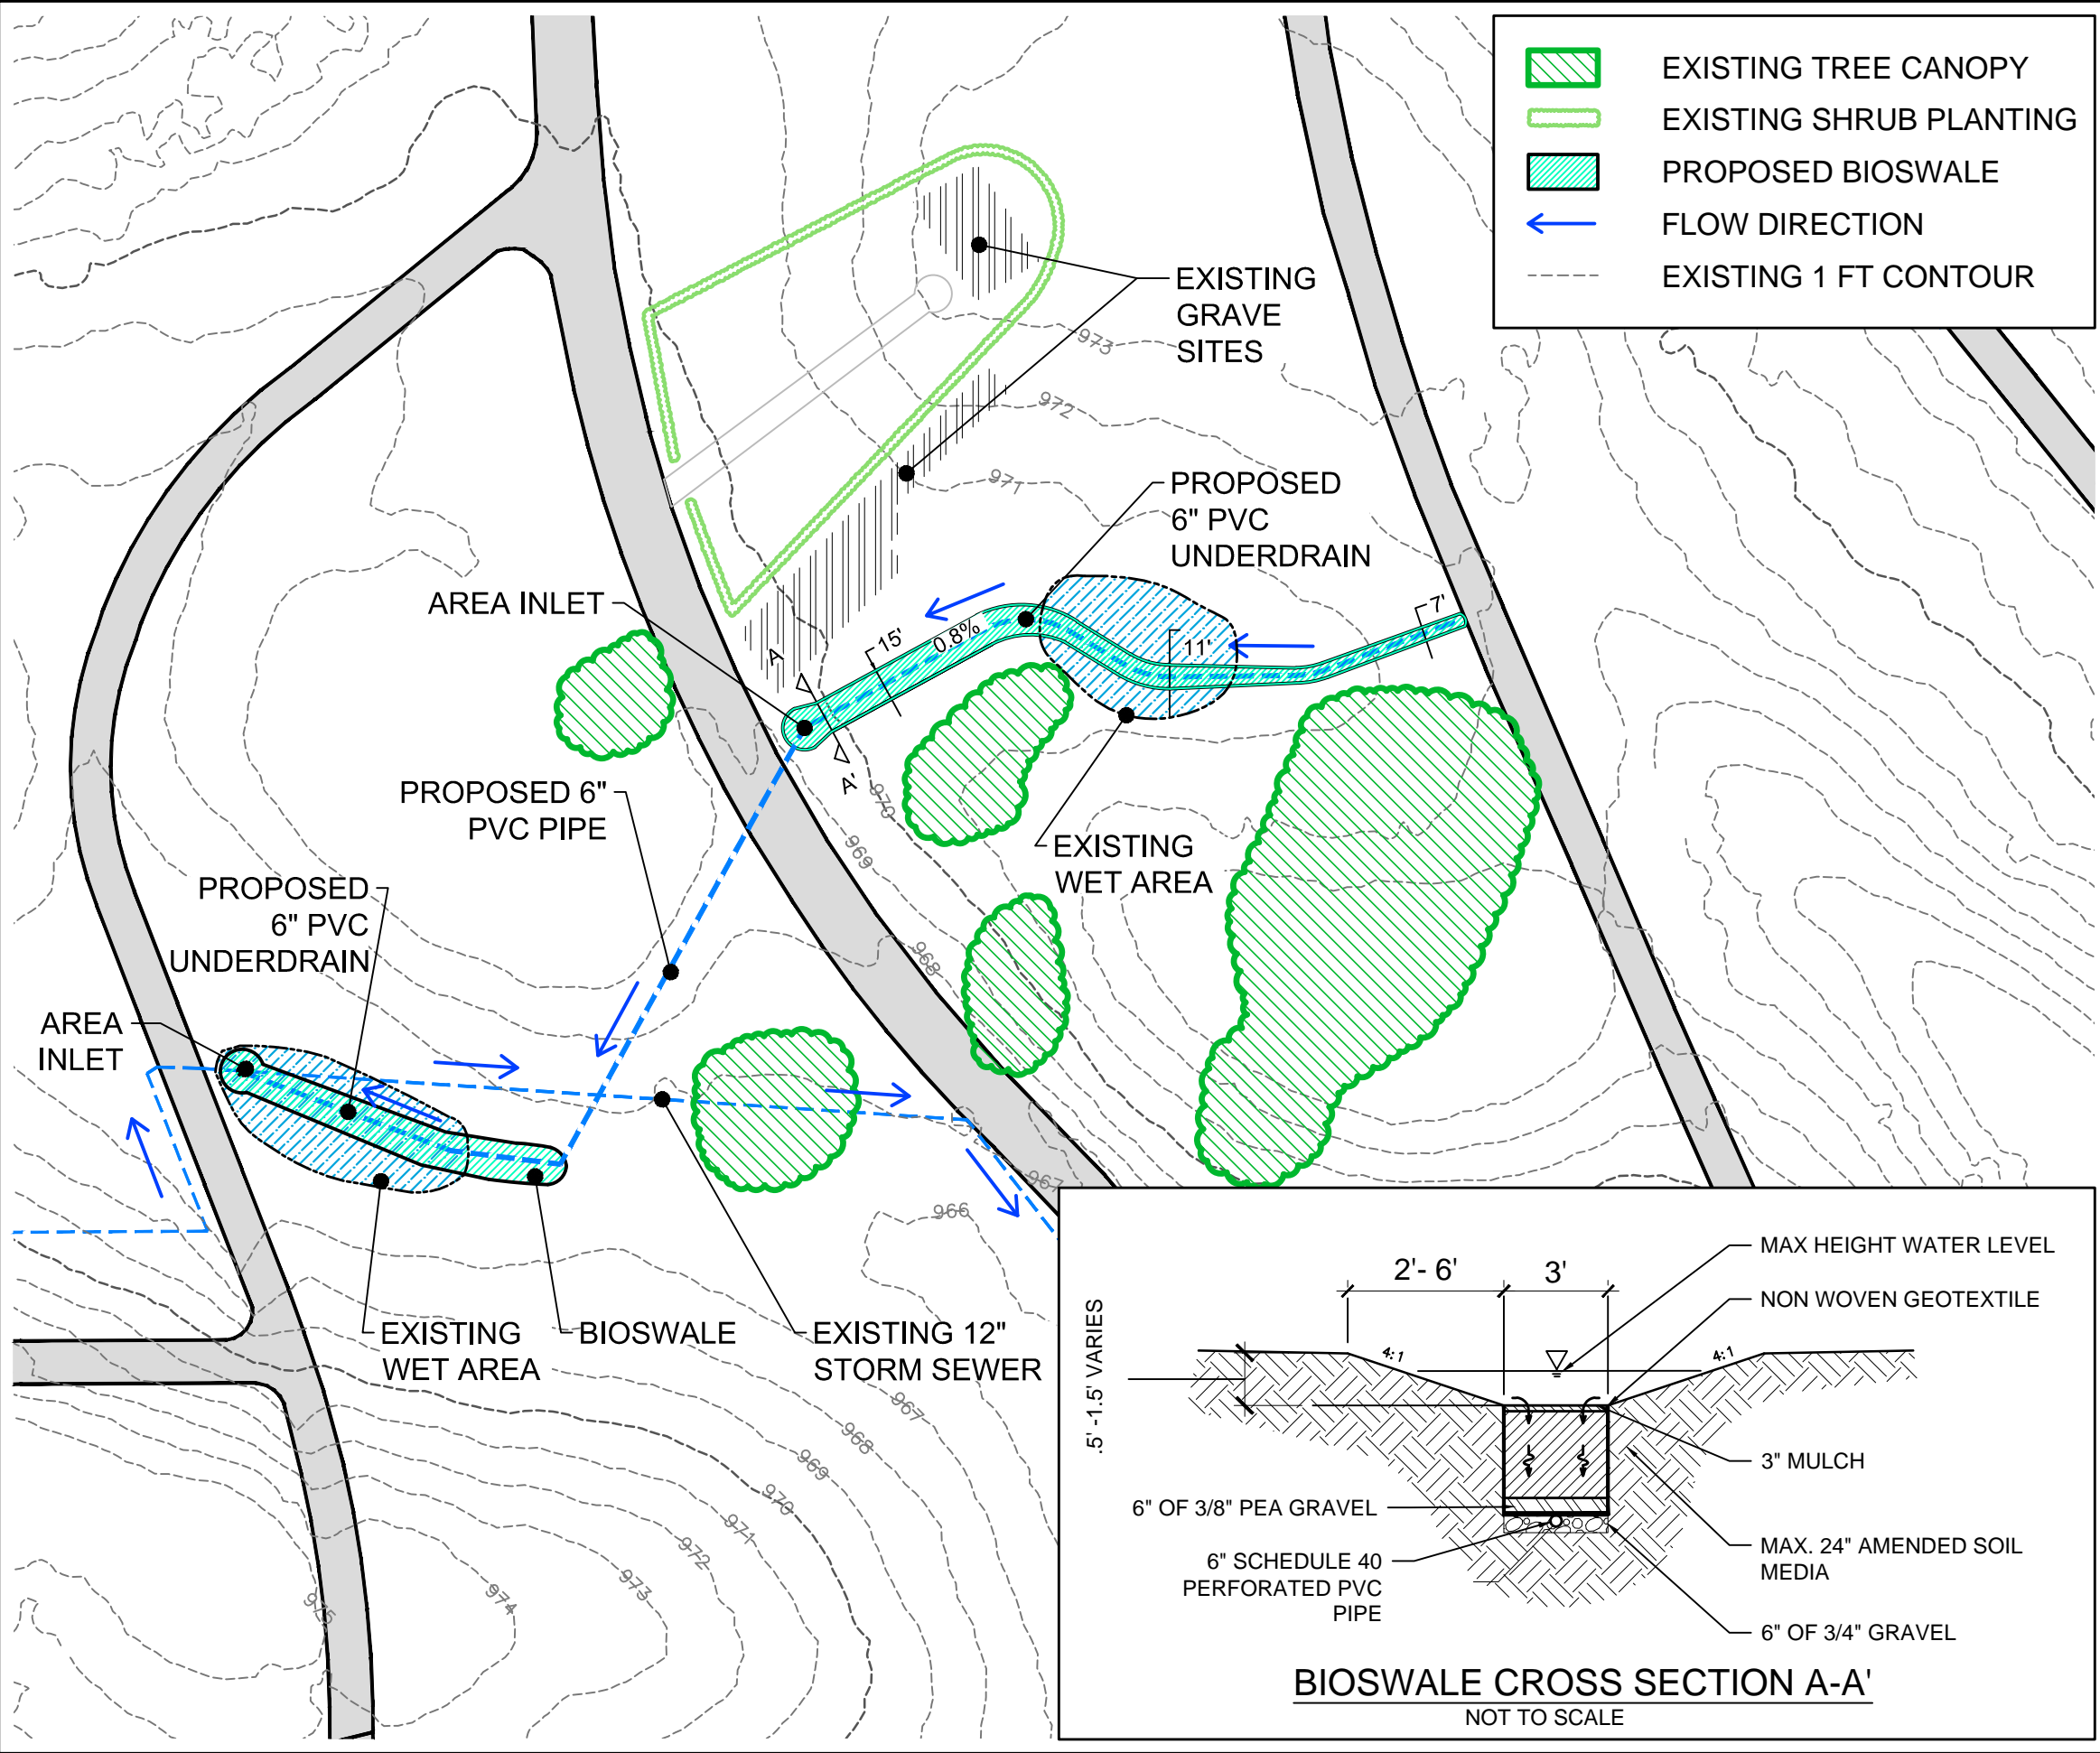 EXISTING TREE CANOPY
EXISTING SHRUB PLANTING
PROPOSED BIOSWALE
FLOW DIRECTION
EXISTING 1 FT CONTOUR
EXISTING
GRAVE
SITES
973
972
971
PROPOSED
6" PVC
UNDERDRAIN
AREA INLET
15'
0.8%
11'
7'
A
A'
PROPOSED 6"
PVC PIPE
970
969
968
967
966
EXISTING
WET AREA
PROPOSED
6" PVC
UNDERDRAIN
AREA
INLET
EXISTING
WET AREA
BIOSWALE
EXISTING 12"
STORM SEWER
967
968
969
970
971
972
973
974
975
2'- 6'
3'
.5' -1.5' VARIES
4:1
4:1
MAX HEIGHT WATER LEVEL
NON WOVEN GEOTEXTILE
3" MULCH
6" OF 3/8" PEA GRAVEL
6" SCHEDULE 40
PERFORATED PVC
PIPE
MAX. 24" AMENDED SOIL
MEDIA
6" OF 3/4" GRAVEL
BIOSWALE CROSS SECTION A-A'
NOT TO SCALE